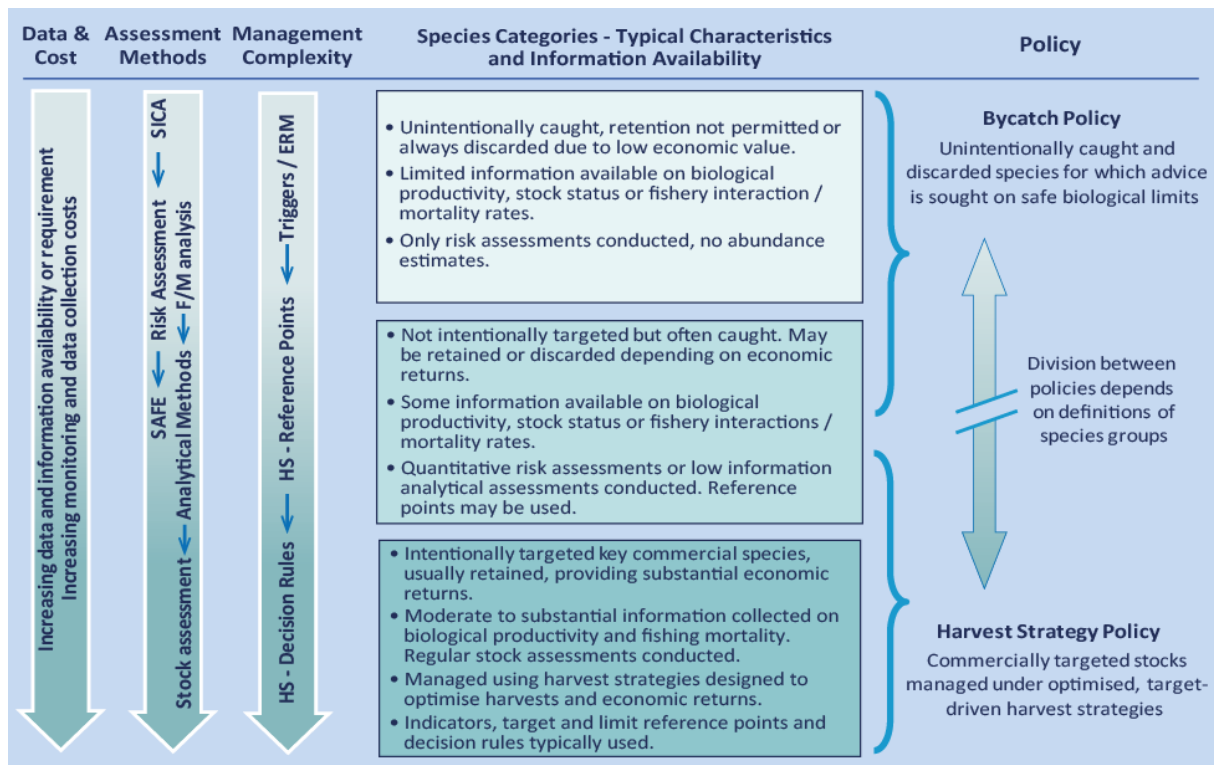 Data &
Cost
Assessment
Methods
Management
Complexity
Species Categories - Typical Characteristics
and Information Availability
Policy
Increasing data and information availability or requirement
Increasing monitoring and data collection costs
SICA
Risk Assessment
SAFE
F/M analysis
Analytical Methods
Stock assessment
Triggers / ERM
HS - Reference Points
HS - Decision Rules
• Unintentionally caught, retention not permitted or
always discarded due to low economic value.
• Limited information available on biological
productivity, stock status or fishery interaction /
mortality rates.
• Only risk assessments conducted, no abundance
estimates.
• Not intentionally targeted but often caught. May
be retained or discarded depending on economic
returns.
• Some information available on biological
productivity, stock status or fishery interactions /
mortality rates.
• Quantitative risk assessments or low information
analytical assessments conducted. Reference
points may be used.
• Intentionally targeted key commercial species,
usually retained, providing substantial economic
returns.
• Moderate to substantial information collected on
biological productivity and fishing mortality.
Regular stock assessments conducted.
• Managed using harvest strategies designed to
optimise harvests and economic returns.
• Indicators, target and limit reference points and
decision rules typically used.
Bycatch Policy
Unintentionally caught and
discarded species for which advice
is sought on safe biological limits
Division between
policies depends
on definitions of
species groups
Harvest Strategy Policy
Commercially targeted stocks
managed under optimised, target-
driven harvest strategies